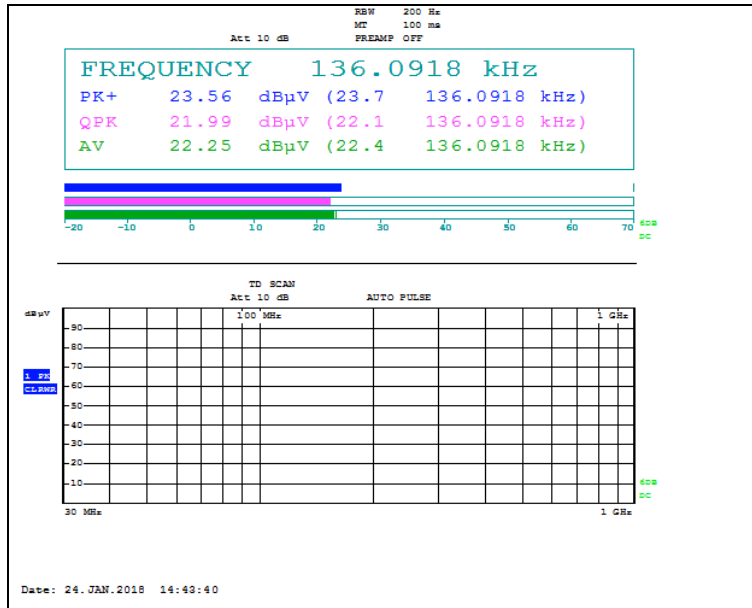 RBW 200 Hz
MT 100 ms
Att 10 dB PREAMP OFF
FREQUENCY 136.0918 kHz
PK+ 23.56 dBµV (23.7 136.0918 kHz)
QPK 21.99 dBµV (22.1 136.0918 kHz)
AV 22.25 dBµV (22.4 136.0918 kHz)
-20 -10 0 10 20 30 40 50 60 70
6DB
DC
TD SCAN
Att 10 dB AUTO PULSE
dBµV
100 MHz 1 GHz
90
80
70
1 PK
60
CLRWR
50
40
30
20
10
6DB
DC
30 MHz 1 GHz
Date: 24.JAN.2018 14:43:40